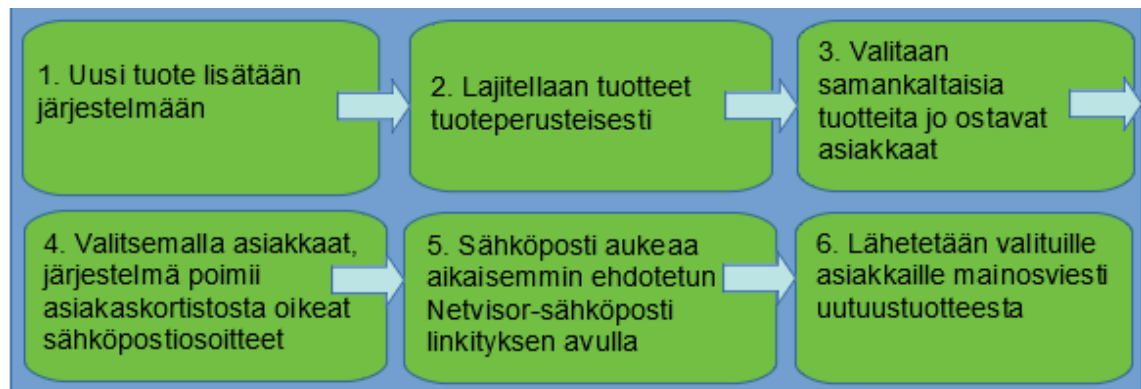 1. Uusi tuote lisätään
järjestelmään
2. Lajitellaan tuotteet
tuoteperusteisesti
3. Valitaan
samankaltaisia
tuotteita jo ostavat
asiakkaat
4. Valitsemalla asiakkaat,
järjestelmä poimii
asiakaskortistosta oikeat
sähköpostiosoitteet
5. Sähköposti aukeaa
aikaisemmin ehdotetun
Netvisor-sähköposti
linkityksen avulla
6. Lähetetään valituille
asiakkaille mainosviesti
uutuustuotteesta